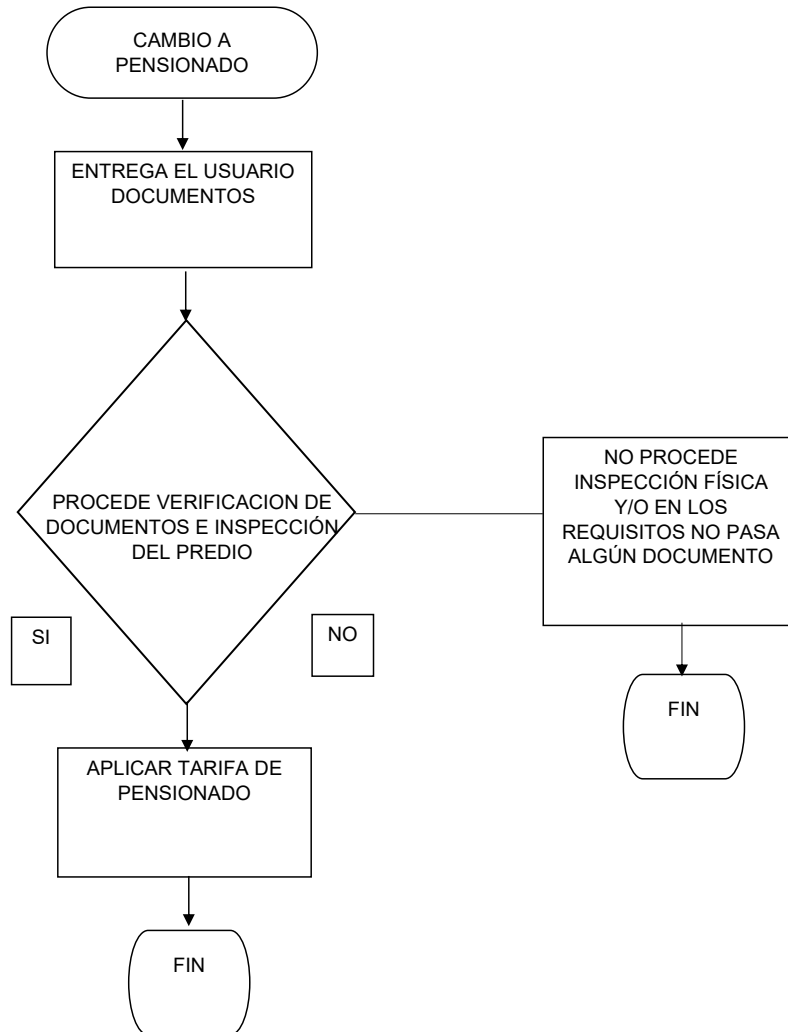 CAMBIO A
PENSIONADO
ENTREGA EL USUARIO
DOCUMENTOS
PROCEDE VERIFICACION DE
DOCUMENTOS E INSPECCIÓN
DEL PREDIO
NO PROCEDE
INSPECCIÓN FÍSICA
Y/O EN LOS
REQUISITOS NO PASA
ALGÚN DOCUMENTO
SI
NO
FIN
APLICAR TARIFA DE
PENSIONADO
FIN